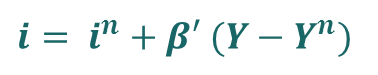 i = iⁿ + β′ (Y − Yⁿ)